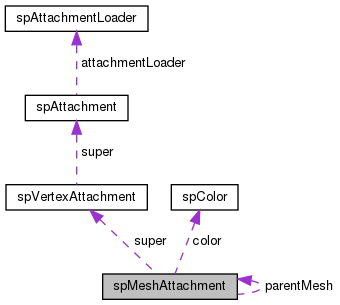 spAttachmentLoader
attachmentLoader
spAttachment
super
spVertexAttachment
spColor
super
color
spMeshAttachment
parentMesh